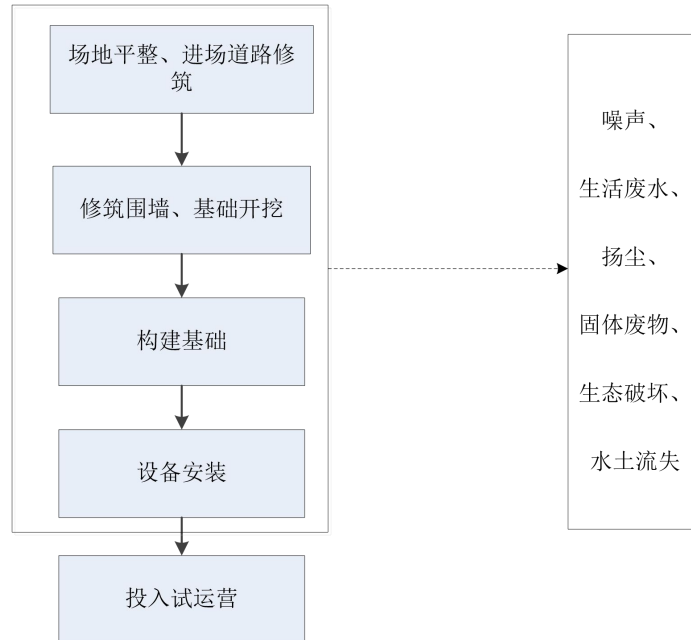 场地平整、进场道路修
筑
修筑围墙、基础开挖
构建基础
设备安装
投入试运营
噪声、
生活废水、
扬尘、
固体废物、
生态破坏、
水土流失